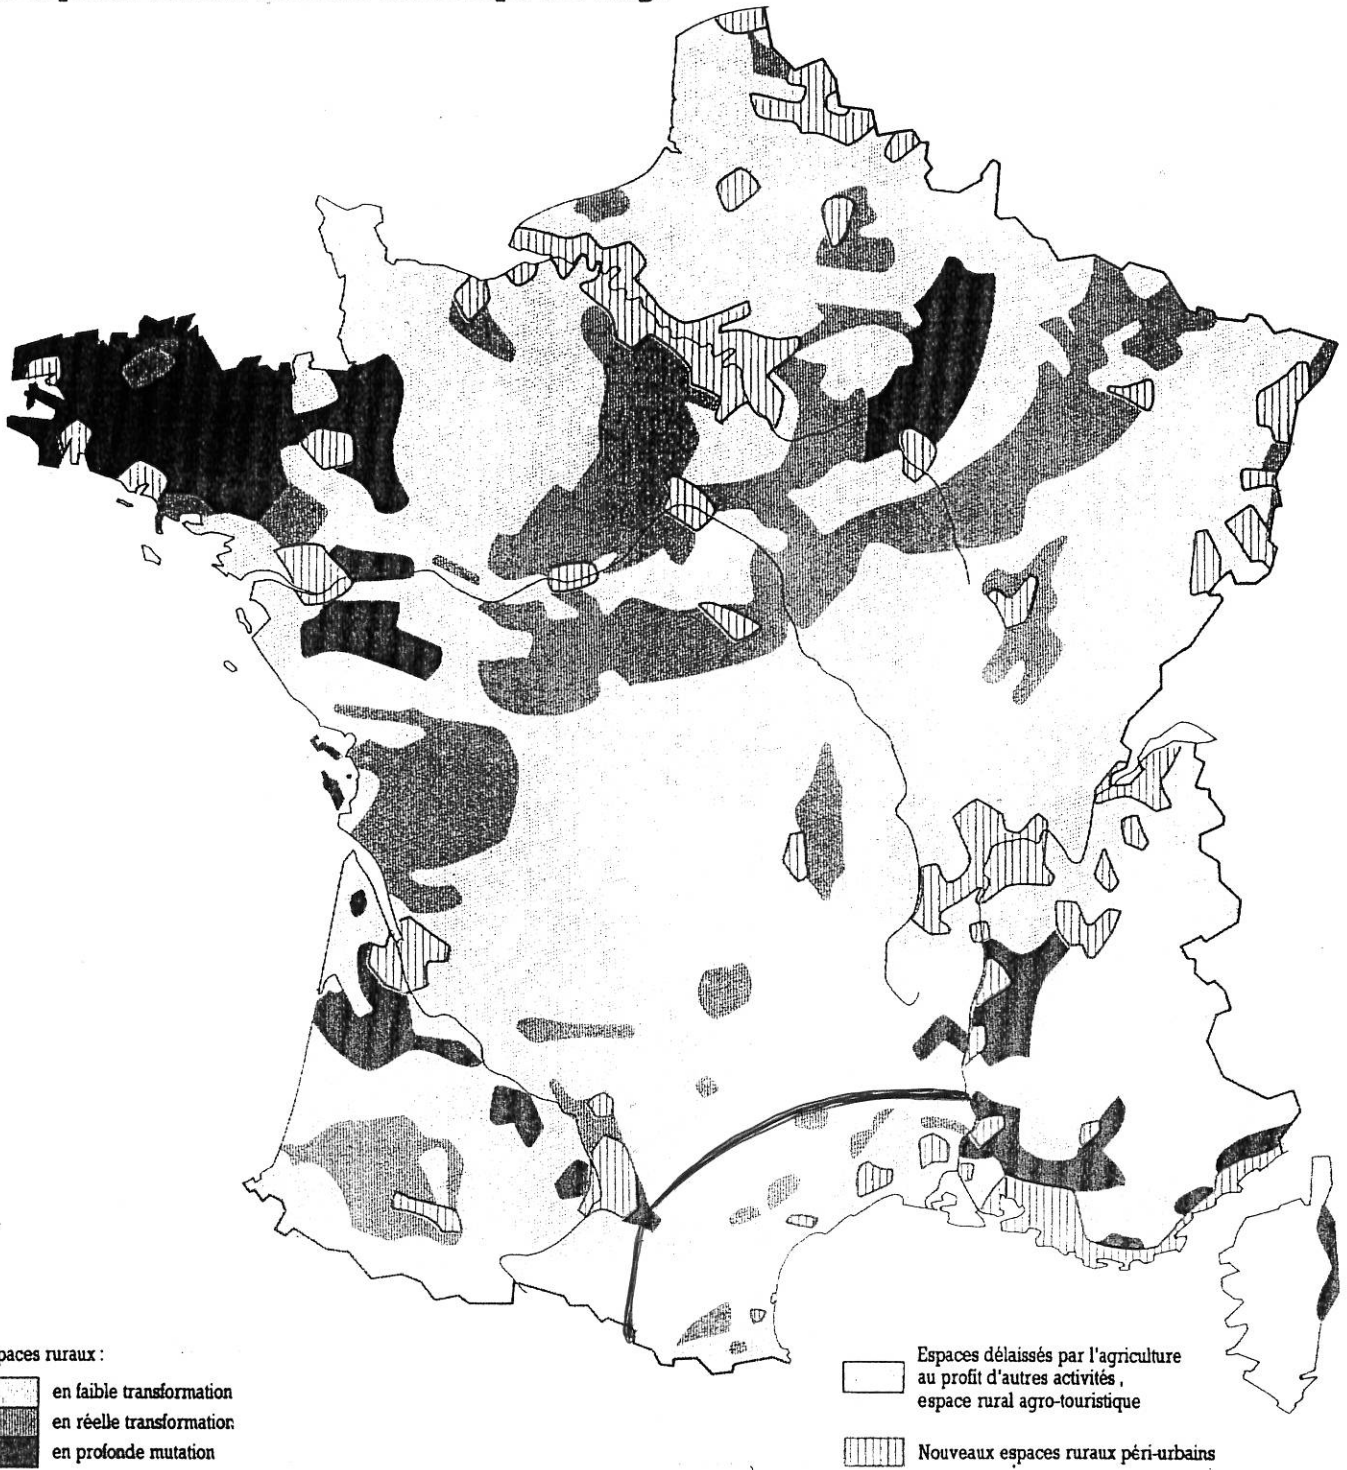 paces ruraux :
en faible transformation
en réelle transformation
en profonde mutation
Espaces délaissés par l'agriculture
au profit d'autres activités,
espace rural agro-touristique
Nouveaux espaces ruraux péri-urbains